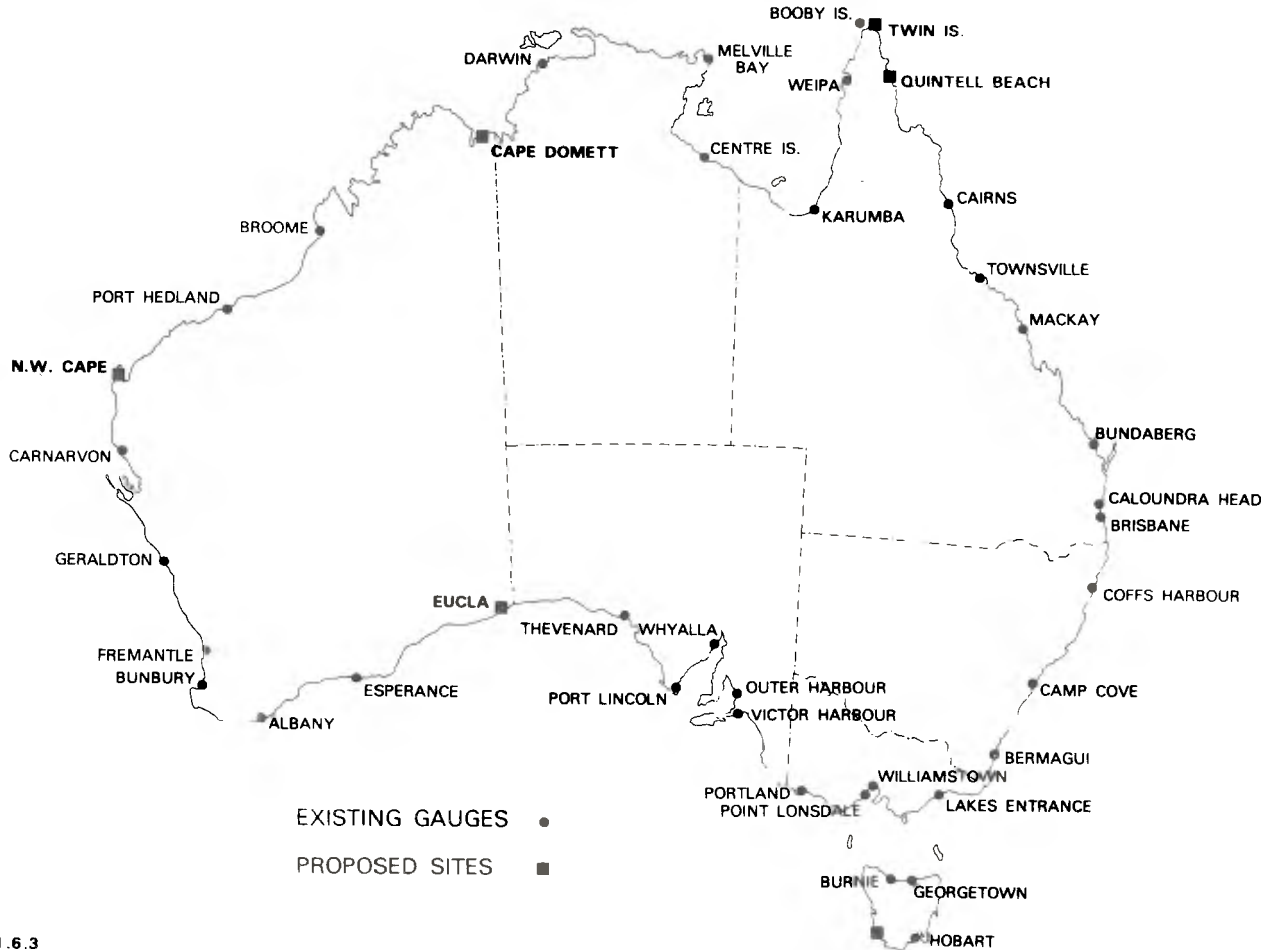 BOOBY IS.
TWIN IS.
DARWIN
MELVILLE
BAY
WEIPA
QUINTELL BEACH
CAPE DOMETT
CENTRE IS.
KARUMBA
CAIRNS
BROOME
TOWNSVILLE
PORT HEDLAND
MACKAY
N.W. CAPE
BUNDABERG
CARNARVON
CALOUNDRA HEAD
BRISBANE
GERALDTON
COFFS HARBOUR
EUCLA
THEVENARD
WHYALLA
FREMANTLE
BUNBURY
ESPERANCE
PORT LINCOLN
OUTER HARBOUR
CAMP COVE
VICTOR HARBOUR
ALBANY
BERMAGUI
WILLIAMSTOWN
PORTLAND
POINT LONSDALE
LAKES ENTRANCE
EXISTING GAUGES
PROPOSED SITES
BURNIE
GEORGETOWN
HOBART
.6.3